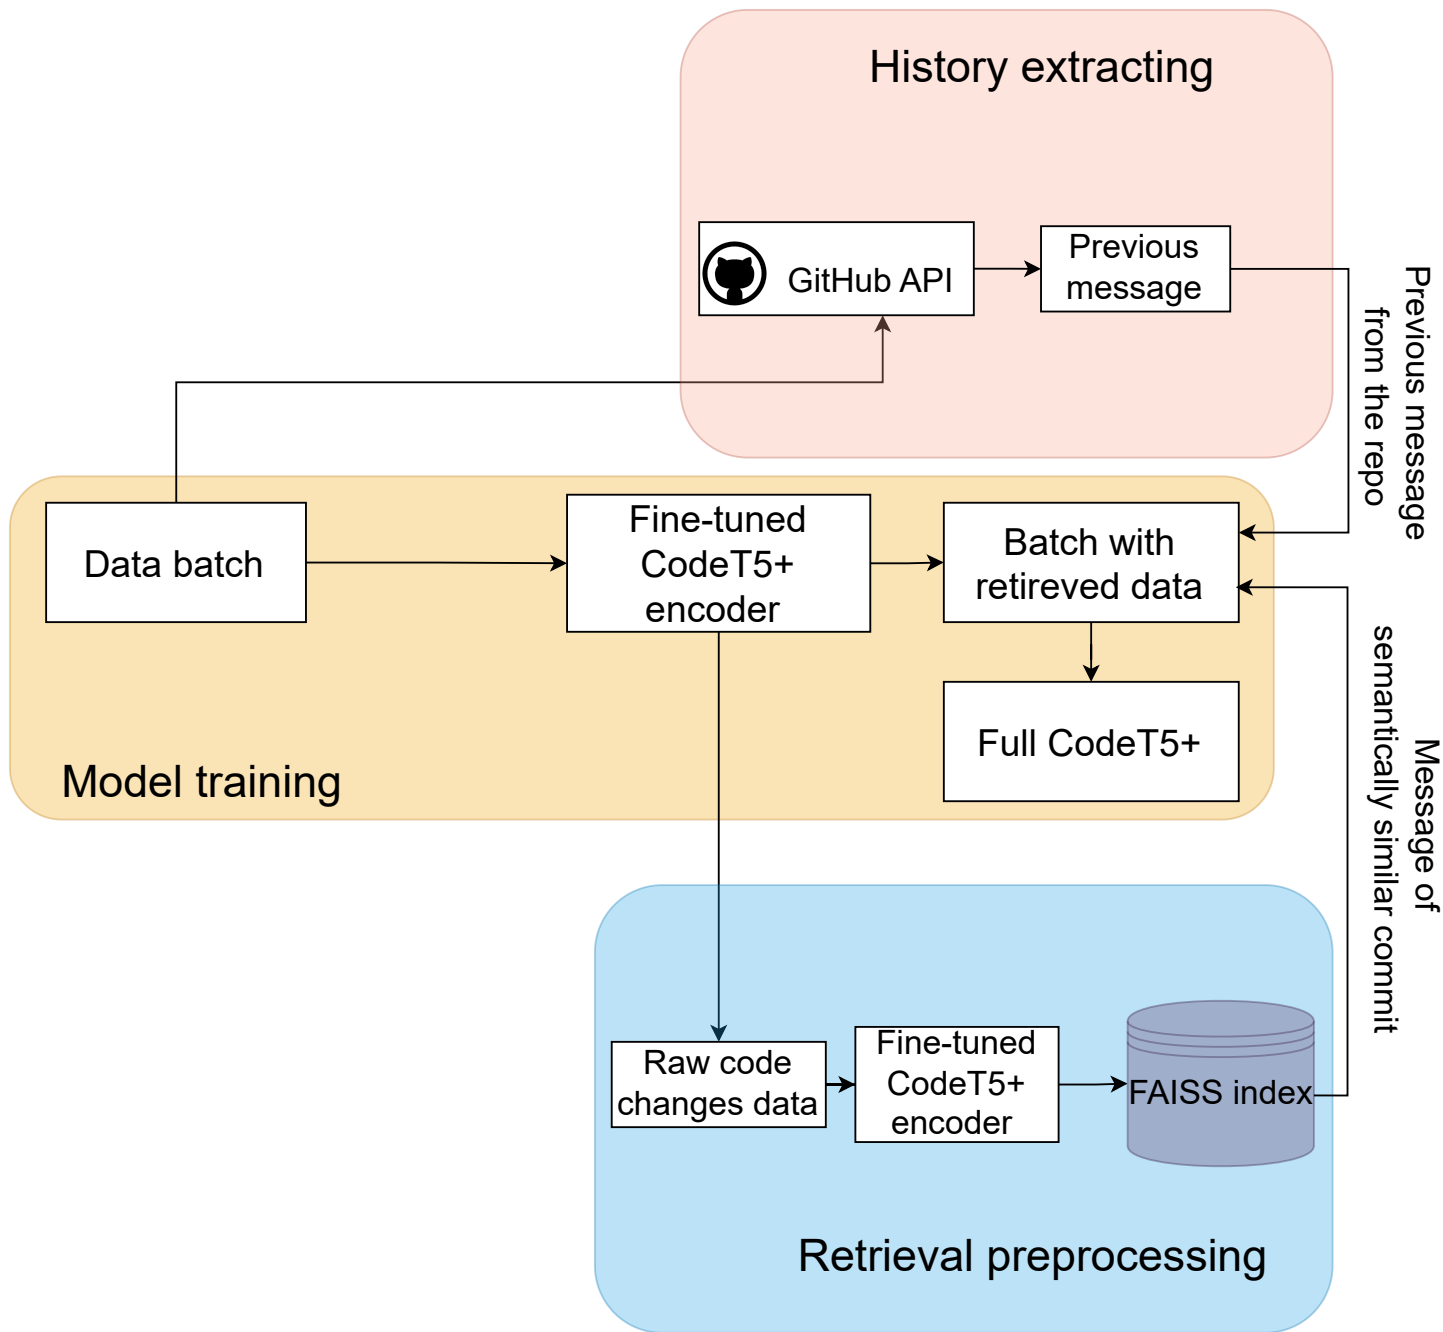 History extracting
GitHub API
Previous
message
Previous message
from the repo
Data batch
Fine-tuned
CodeT5+
encoder
Batch with
retireved data
Full CodeT5+
Model training
Message of
semantically similar commit
Raw code
changes data
Fine-tuned
CodeT5+
encoder
FAISS index
Retrieval preprocessing